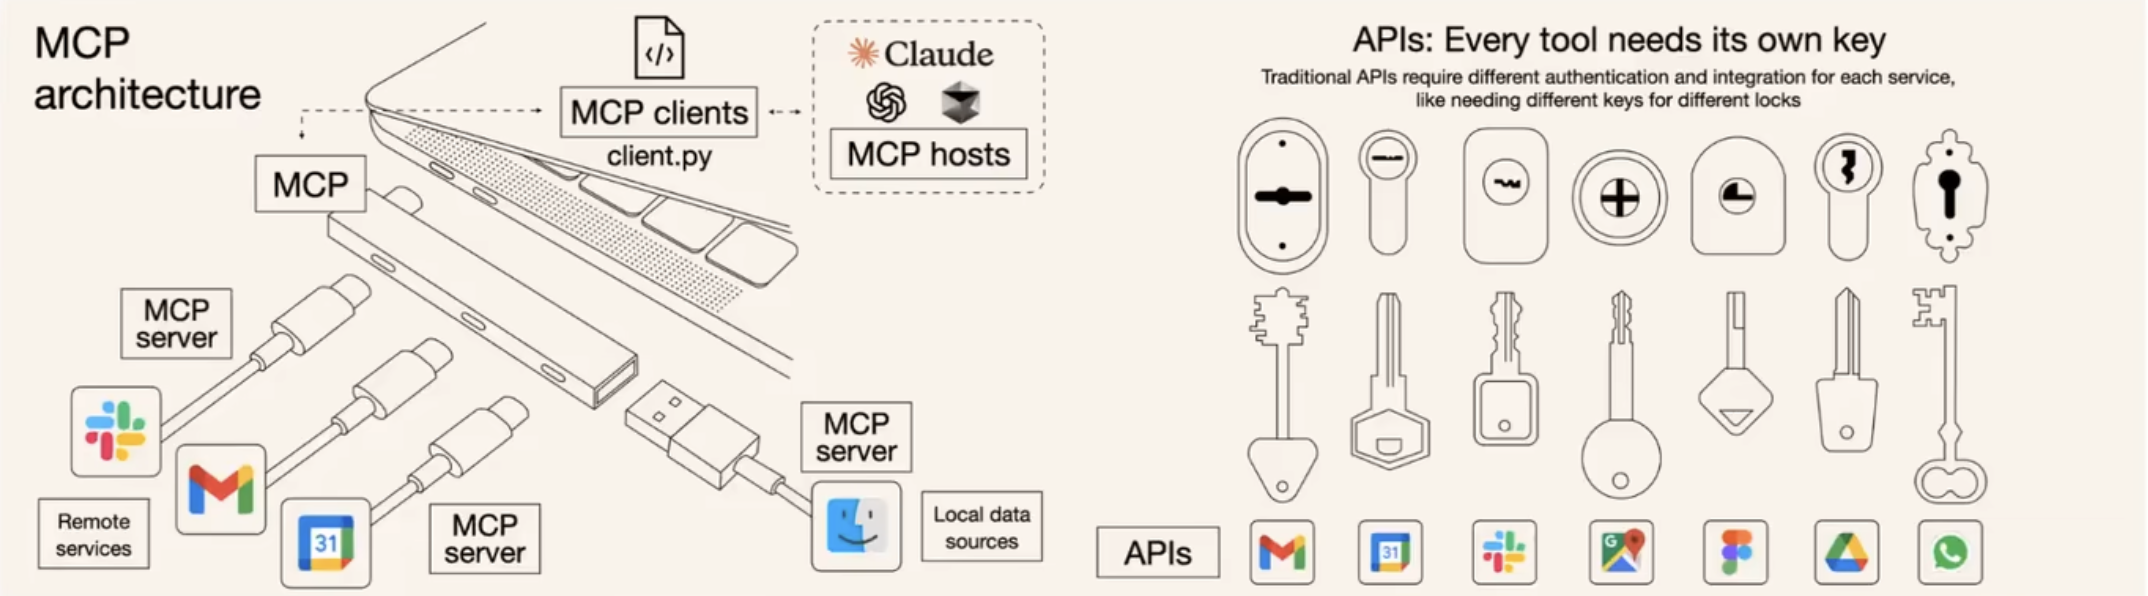 MCP
architecture
</>
MCP clients
client.py
Claude
MCP hosts
MCP
MCP
server
MCP
server
Local data
sources
Remote
services
31
MCP
server
APIs: Every tool needs its own key
Traditional APIs require different authentication and integration for each service,
like needing different keys for different locks
APIs
31
G